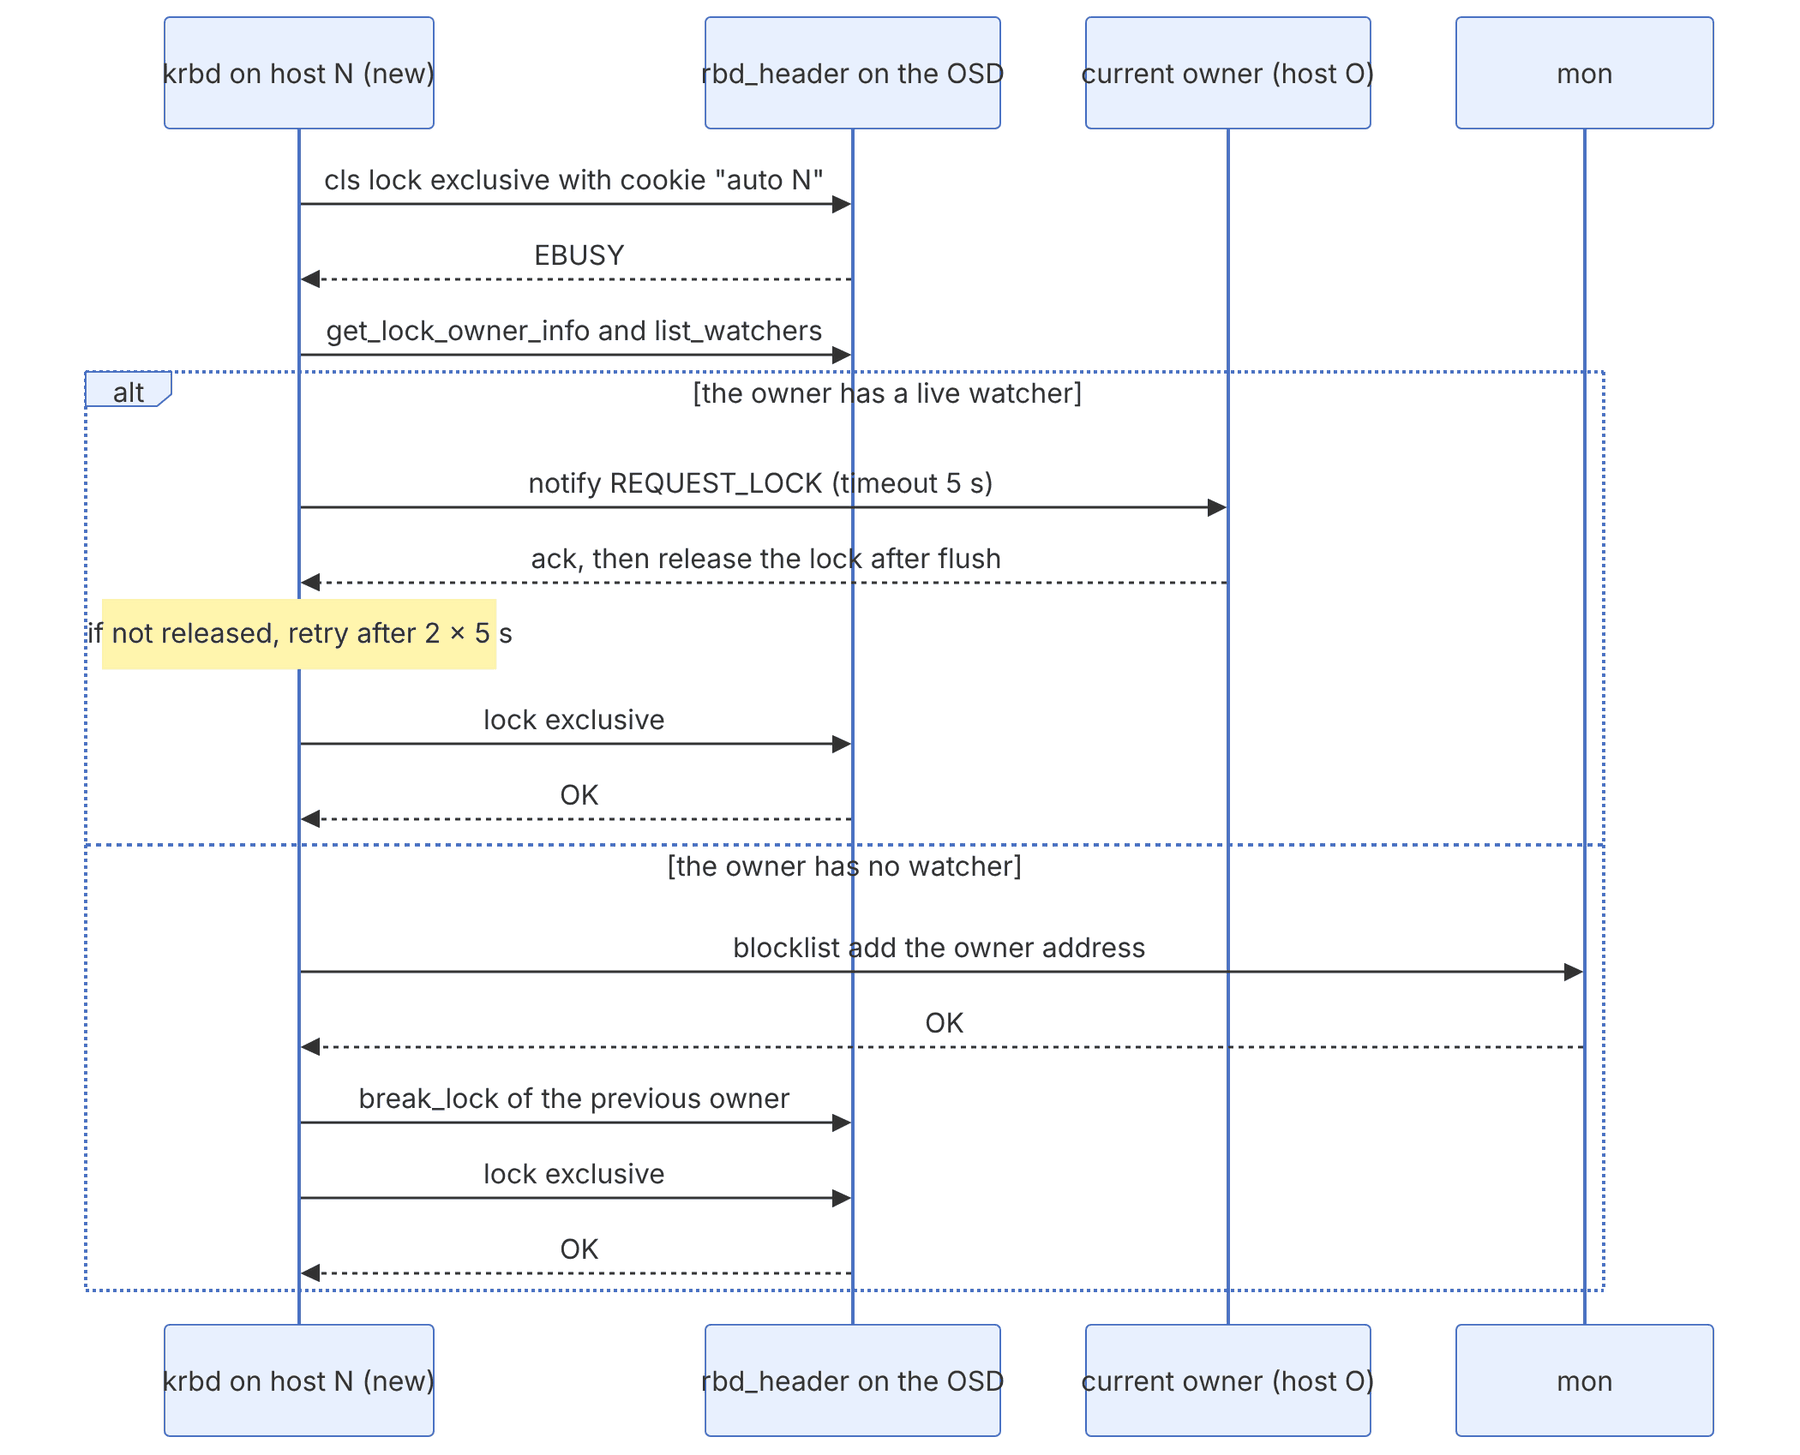 krbd on host N (new)
rbd_header on the OSD
current owner (host O)
mon
cls lock exclusive with cookie "auto N"
EBUSY
get_lock_owner_info and list_watchers
alt
[the owner has a live watcher]
notify REQUEST_LOCK (timeout 5 s)
ack, then release the lock after flush
if not released, retry after 2 × 5 s
lock exclusive
OK
[the owner has no watcher]
blocklist add the owner address
OK
break_lock of the previous owner
lock exclusive
OK
krbd on host N (new)
rbd_header on the OSD
current owner (host O)
mon